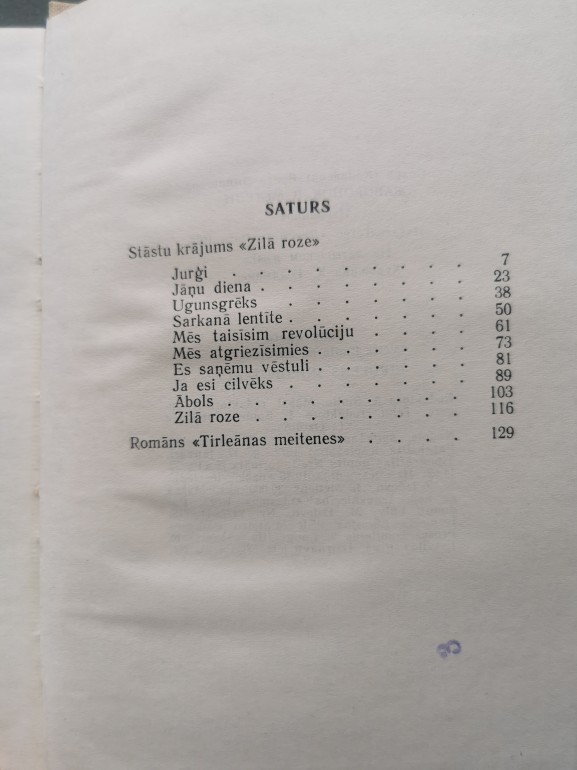 SATURS
Stāstu krājums «Zilā roze»
Jurģi . . . . . . . . 7
Jāņu diena . . . . . . . . 23
Ugunsgrēks . . . . . . . 38
Sarkanā lentīte . . . . . . . 50
Mēs taisīsim revolūciju . . . . 61
Mēs atgriezīsimies . . . . . . 73
Es saņēmu vēstuli . . . . . . 81
Ja esi cilvēks . . . . . . . 89
Ābols . . . . . . . . . 103
Zilā roze . . . . . . . . 116
Romāns «Tirleānas meitenes» . . . . 129
8